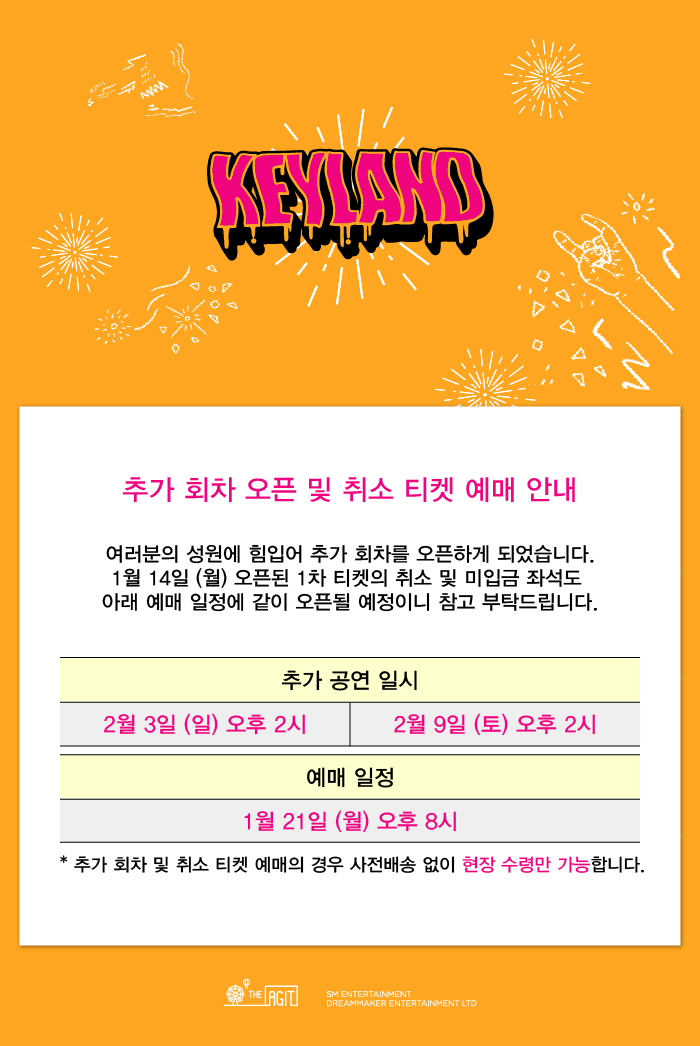 KEYLAND
추가 회차 오픈 및 취소 티켓 예매 안내
여러분의 성원에 힘입어 추가 회차를 오픈하게 되었습니다.
1월 14일 (월) 오픈된 1차 티켓의 취소 및 미입금 좌석도
아래 예매 일정에 같이 오픈될 예정이니 참고 부탁드립니다.
추가 공연 일시
2월 3일 (일) 오후 2시
2월 9일 (토) 오후 2시
예매 일정
1월 21일 (월) 오후 8시
* 추가 회차 및 취소 티켓 예매의 경우 사전배송 없이 현장 수령만 가능합니다.
THE AGIT
SM ENTERTAINMENT
DREAMMAKER ENTERTAINMENT LTD